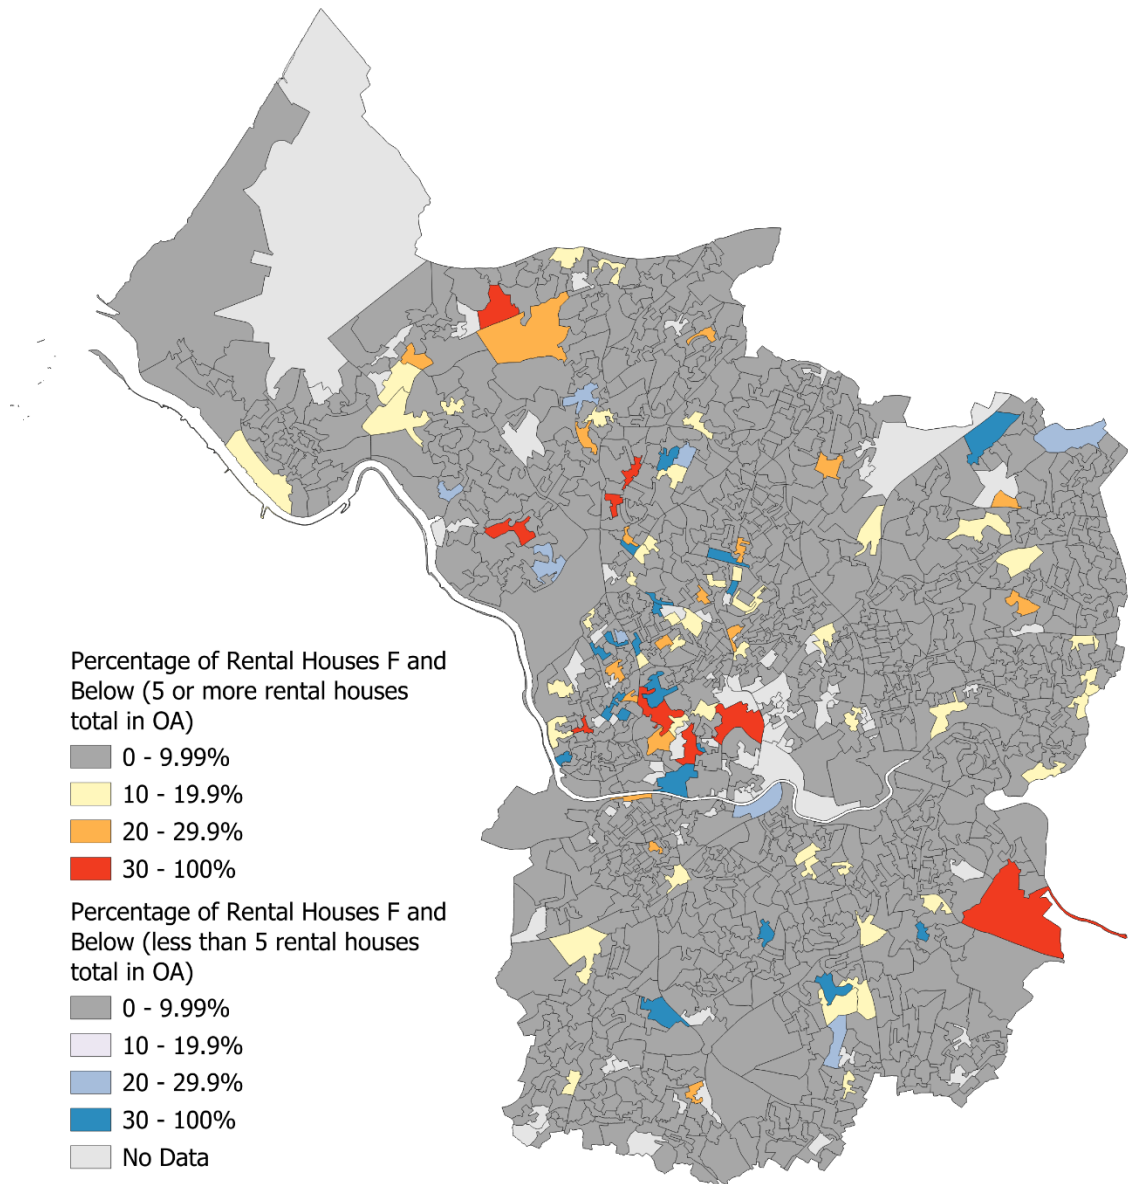 Percentage of Rental Houses F and
Below (5 or more rental houses
total in OA)
0 - 9.99%
10 - 19.9%
20 - 29.9%
30 - 100%
Percentage of Rental Houses F and
Below (less than 5 rental houses
total in OA)
0 - 9.99%
10 - 19.9%
20 - 29.9%
30 - 100%
No Data